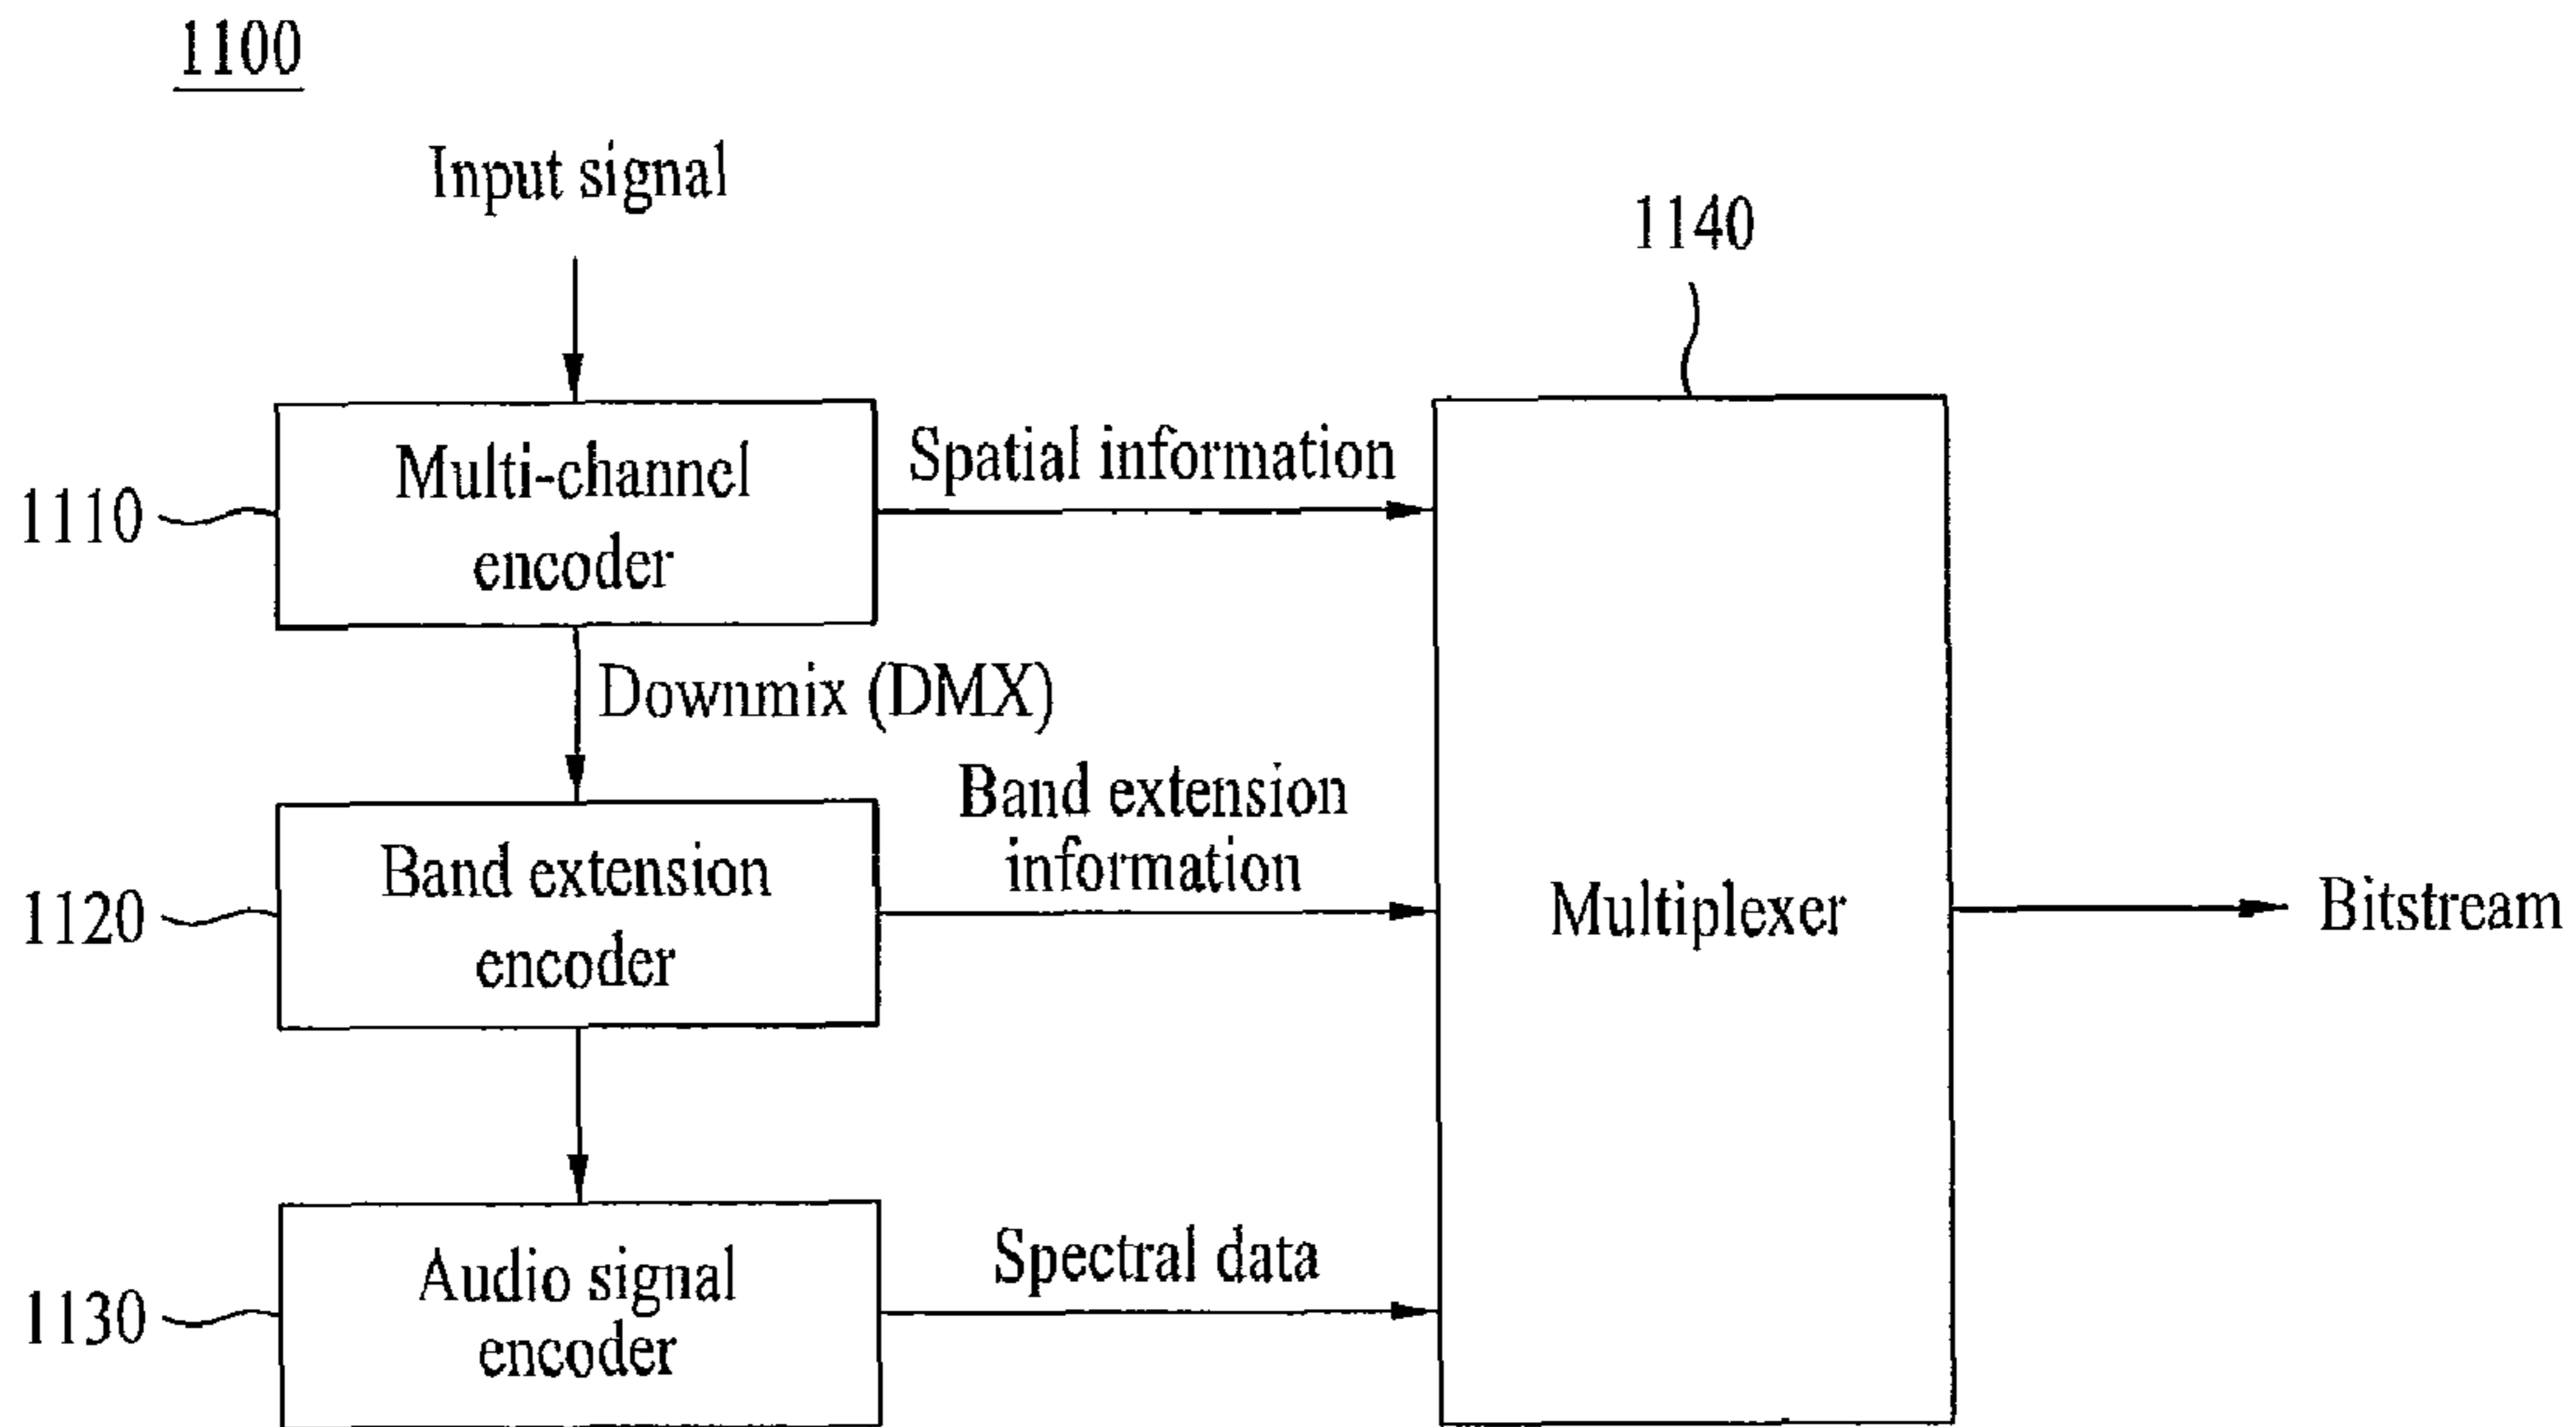 1100
Input signal
1140
Multi-channel
encoder
1110
Spatial information
Downmix (DMX)
Band extension
information
Band extension
encoder
1120
Multiplexer
Bitstream
Spectral data
Audio signal
encoder
1130